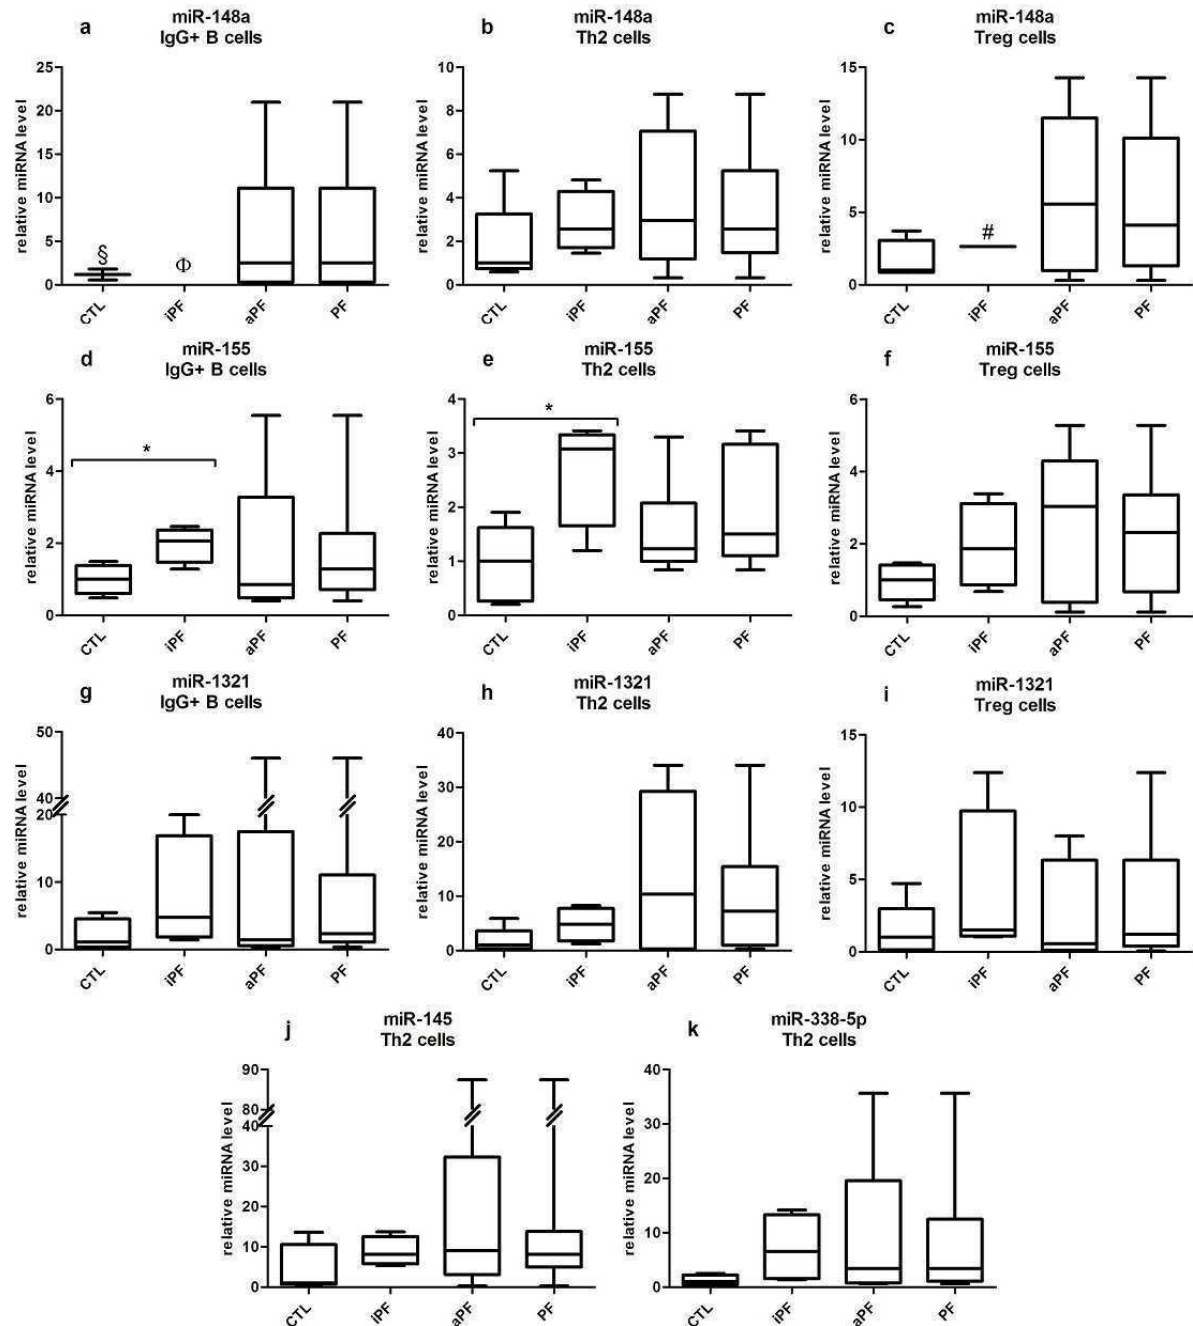 a
miR-148a
IgG+ B cells
relative miRNA level
25
20
15
10
5
0
§
Φ
CTL
iPF
aPF
PF
b
miR-148a
Th2 cells
relative miRNA level
10
8
6
4
2
0
CTL
iPF
aPF
PF
c
miR-148a
Treg cells
relative miRNA level
15
10
5
0
#
CTL
iPF
aPF
PF
d
miR-155
IgG+ B cells
relative miRNA level
6
4
2
0
*
CTL
iPF
aPF
PF
e
miR-155
Th2 cells
relative miRNA level
4
3
2
1
0
*
CTL
iPF
aPF
PF
f
miR-155
Treg cells
relative miRNA level
6
4
2
0
CTL
iPF
aPF
PF
g
miR-1321
IgG+ B cells
relative miRNA level
50
40
20
10
0
CTL
iPF
aPF
PF
h
miR-1321
Th2 cells
relative miRNA level
40
30
20
10
0
CTL
iPF
aPF
PF
i
miR-1321
Treg cells
relative miRNA level
15
10
5
0
CTL
iPF
aPF
PF
j
miR-145
Th2 cells
relative miRNA level
90
80
40
30
20
10
0
CTL
iPF
aPF
PF
k
miR-338-5p
Th2 cells
relative miRNA level
40
30
20
10
0
CTL
iPF
aPF
PF